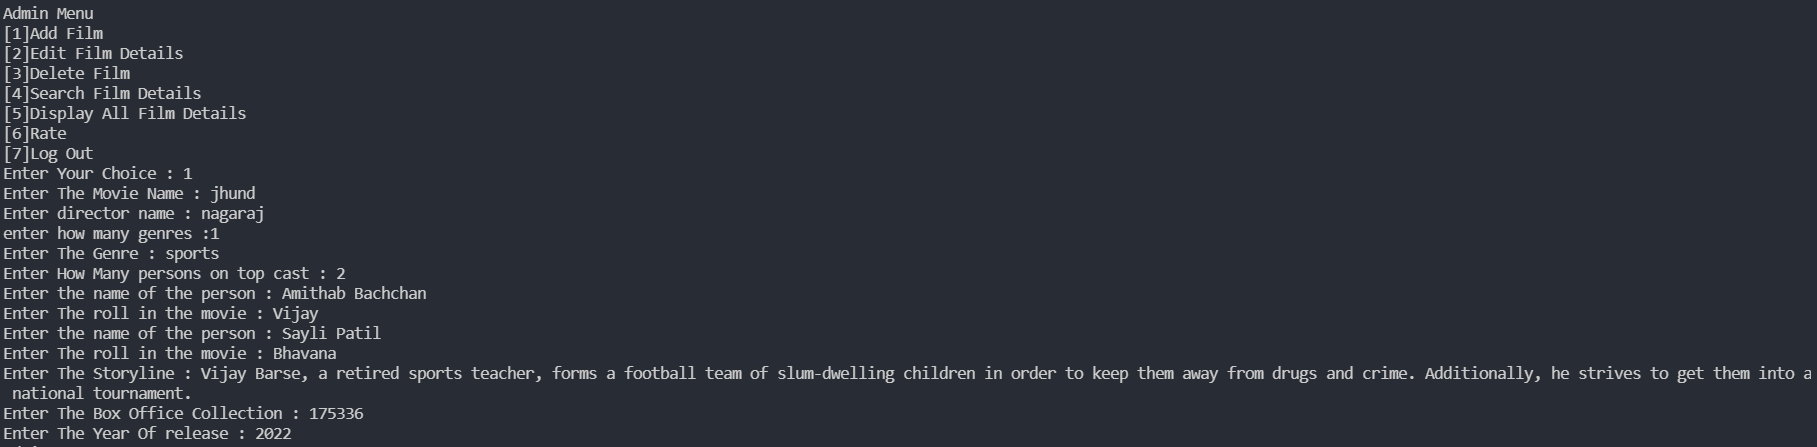 Admin Menu
[1]Add Film
[2]Edit Film Details
[3]Delete Film
[4]Search Film Details
[5]Display All Film Details
[6]Rate
[7]Log Out
Enter Your Choice : 1
Enter The Movie Name : jhund
Enter director name : nagaraj
enter how many genres :1
Enter The Genre : sports
Enter How Many persons on top cast : 2
Enter the name of the person : Amithab Bachchan
Enter The roll in the movie : Vijay
Enter the name of the person : Sayli Patil
Enter The roll in the movie : Bhavana
Enter The Storyline : Vijay Barse, a retired sports teacher, forms a football team of slum-dwelling children in order to keep them away from drugs and crime. Additionally, he strives to get them into a
national tournament.
Enter The Box Office Collection : 175336
Enter The Year Of release : 2022